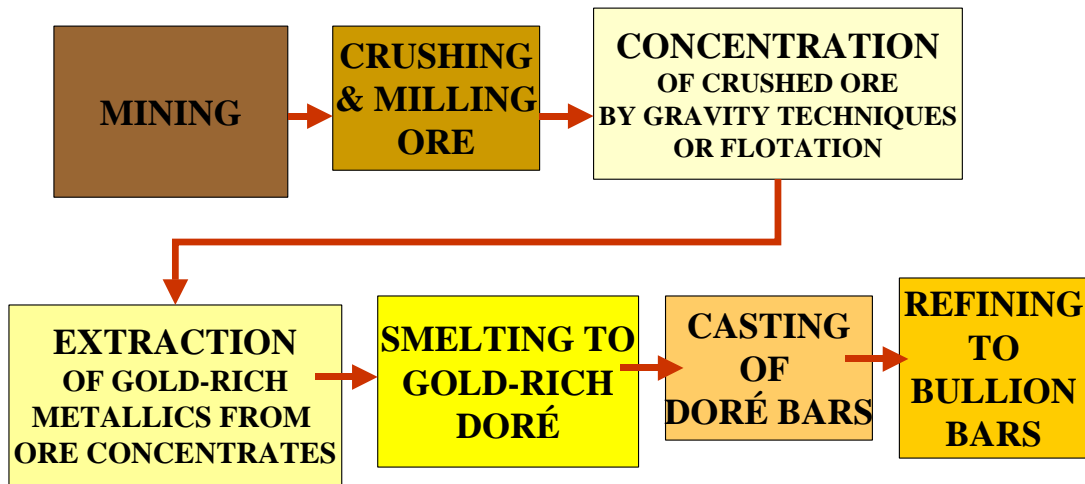 MINING
CRUSHING
& MILLING
ORE
CONCENTRATION
OF CRUSHED ORE
BY GRAVITY TECHNIQUES
OR FLOTATION
EXTRACTION
OF GOLD-RICH
METALLICS FROM
ORE CONCENTRATES
SMELTING TO
GOLD-RICH
DORÉ
CASTING
OF
DORÉ BARS
REFINING
TO
BULLION
BARS